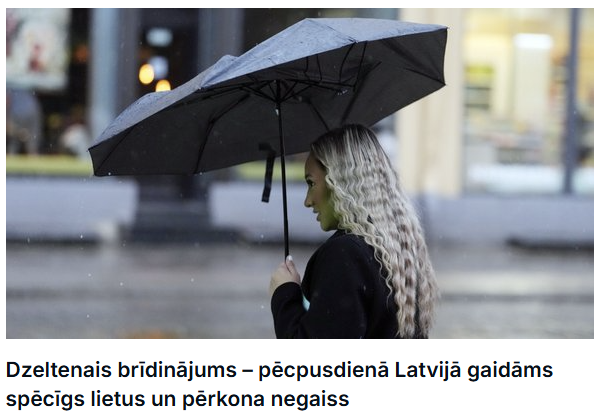 Dzeltenais brīdinājums – pēcpusdienā Latvijā gaidāms
spēcīgs lietus un pērkona negaiss